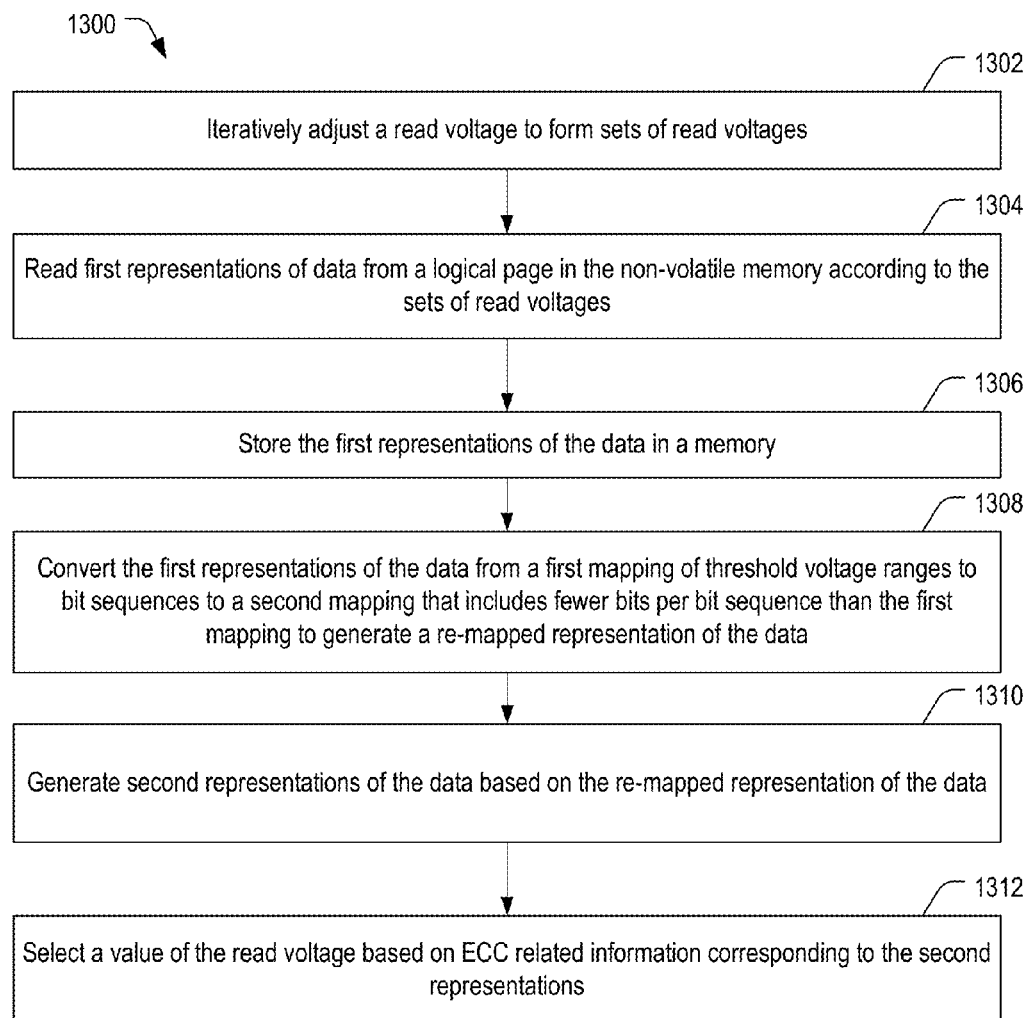 1300
1302
Iteratively adjust a read voltage to form sets of read voltages
1304
Read first representations of data from a logical page in the non-volatile memory according to the
sets of read voltages
1306
Store the first representations of the data in a memory
1308
Convert the first representations of the data from a first mapping of threshold voltage ranges to
bit sequences to a second mapping that includes fewer bits per bit sequence than the first
mapping to generate a re-mapped representation of the data
1310
Generate second representations of the data based on the re-mapped representation of the data
1312
Select a value of the read voltage based on ECC related information corresponding to the second
representations